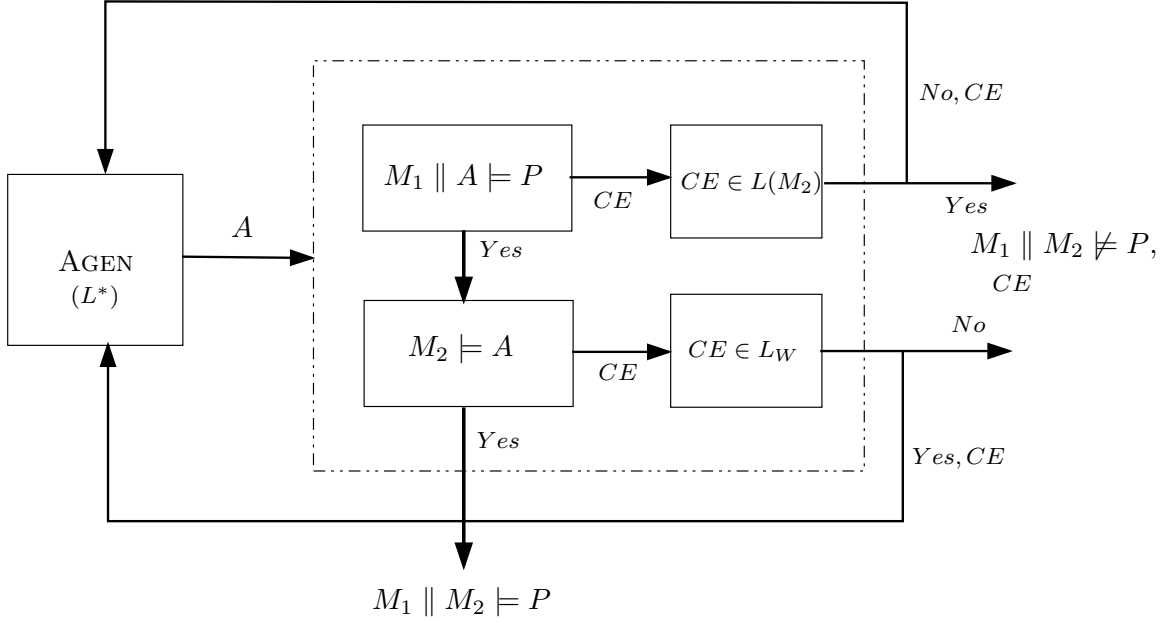 No, CE
M₁ ∥ A ⊨ P
CE ∈ L(M₂)
CE
Yes
A
Yes
M₁ ∥ M₂ ⊭ P,
CE
AGEN
(L*)
No
M₂ ⊨ A
CE ∈ L_W
CE
Yes
Yes, CE
M₁ ∥ M₂ ⊨ P